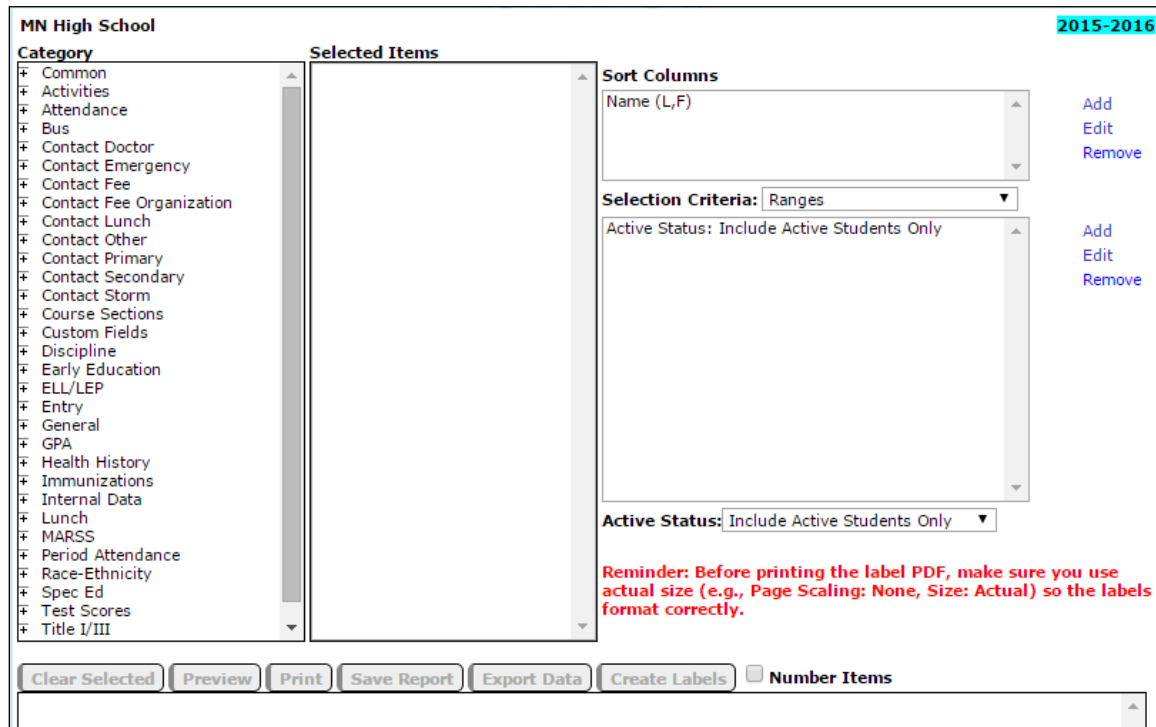 MN High School
2015-2016
Category
Selected Items
Common
Activities
Attendance
Bus
Contact Doctor
Contact Emergency
Contact Fee
Contact Fee Organization
Contact Lunch
Contact Other
Contact Primary
Contact Secondary
Contact Storm
Course Sections
Custom Fields
Discipline
Early Education
ELL/LEP
Entry
General
GPA
Health History
Immunizations
Internal Data
Lunch
MARSS
Period Attendance
Race-Ethnicity
Spec Ed
Test Scores
Title I/III
Sort Columns
Name (L,F)
Add
Edit
Remove
Selection Criteria: Ranges
Active Status: Include Active Students Only
Add
Edit
Remove
Active Status: Include Active Students Only
Reminder: Before printing the label PDF, make sure you use
actual size (e.g., Page Scaling: None, Size: Actual) so the labels
format correctly.
Clear Selected Preview Print Save Report Export Data Create Labels Number Items